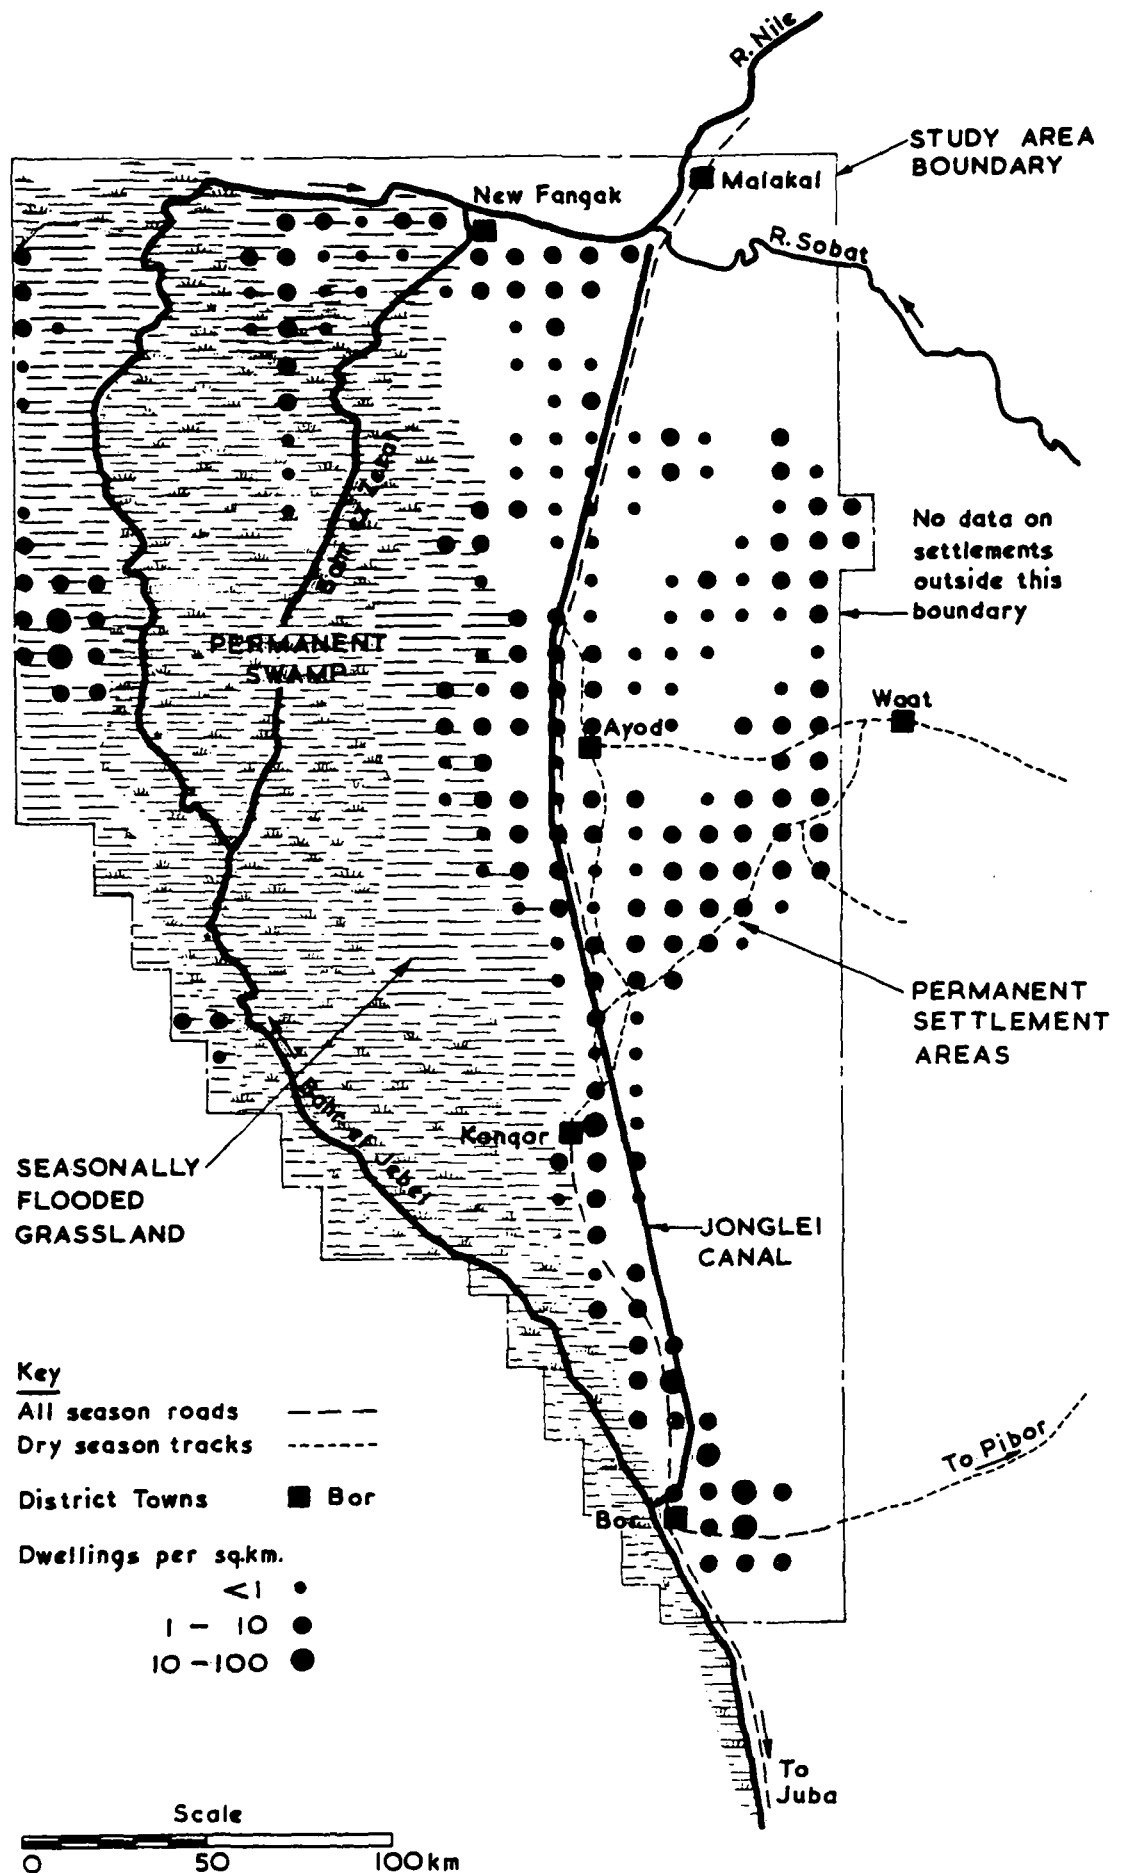 R. Nile
STUDY AREA
BOUNDARY
Malakal
New Fangak
R. Sobat
No data on
settlements
outside this
boundary
Bahr ez Zeraf
PERMANENT
SWAMP
Waat
Ayod
PERMANENT
SETTLEMENT
AREAS
Bahr el Jebel
Kongor
SEASONALLY
FLOODED
GRASSLAND
JONGLEI
CANAL
Key
All season roads
Dry season tracks
District Towns
Bor
Dwellings per sq.km.
<1
1 - 10
10 -100
To Pibor
Bor
To
Juba
Scale
0 50 100km